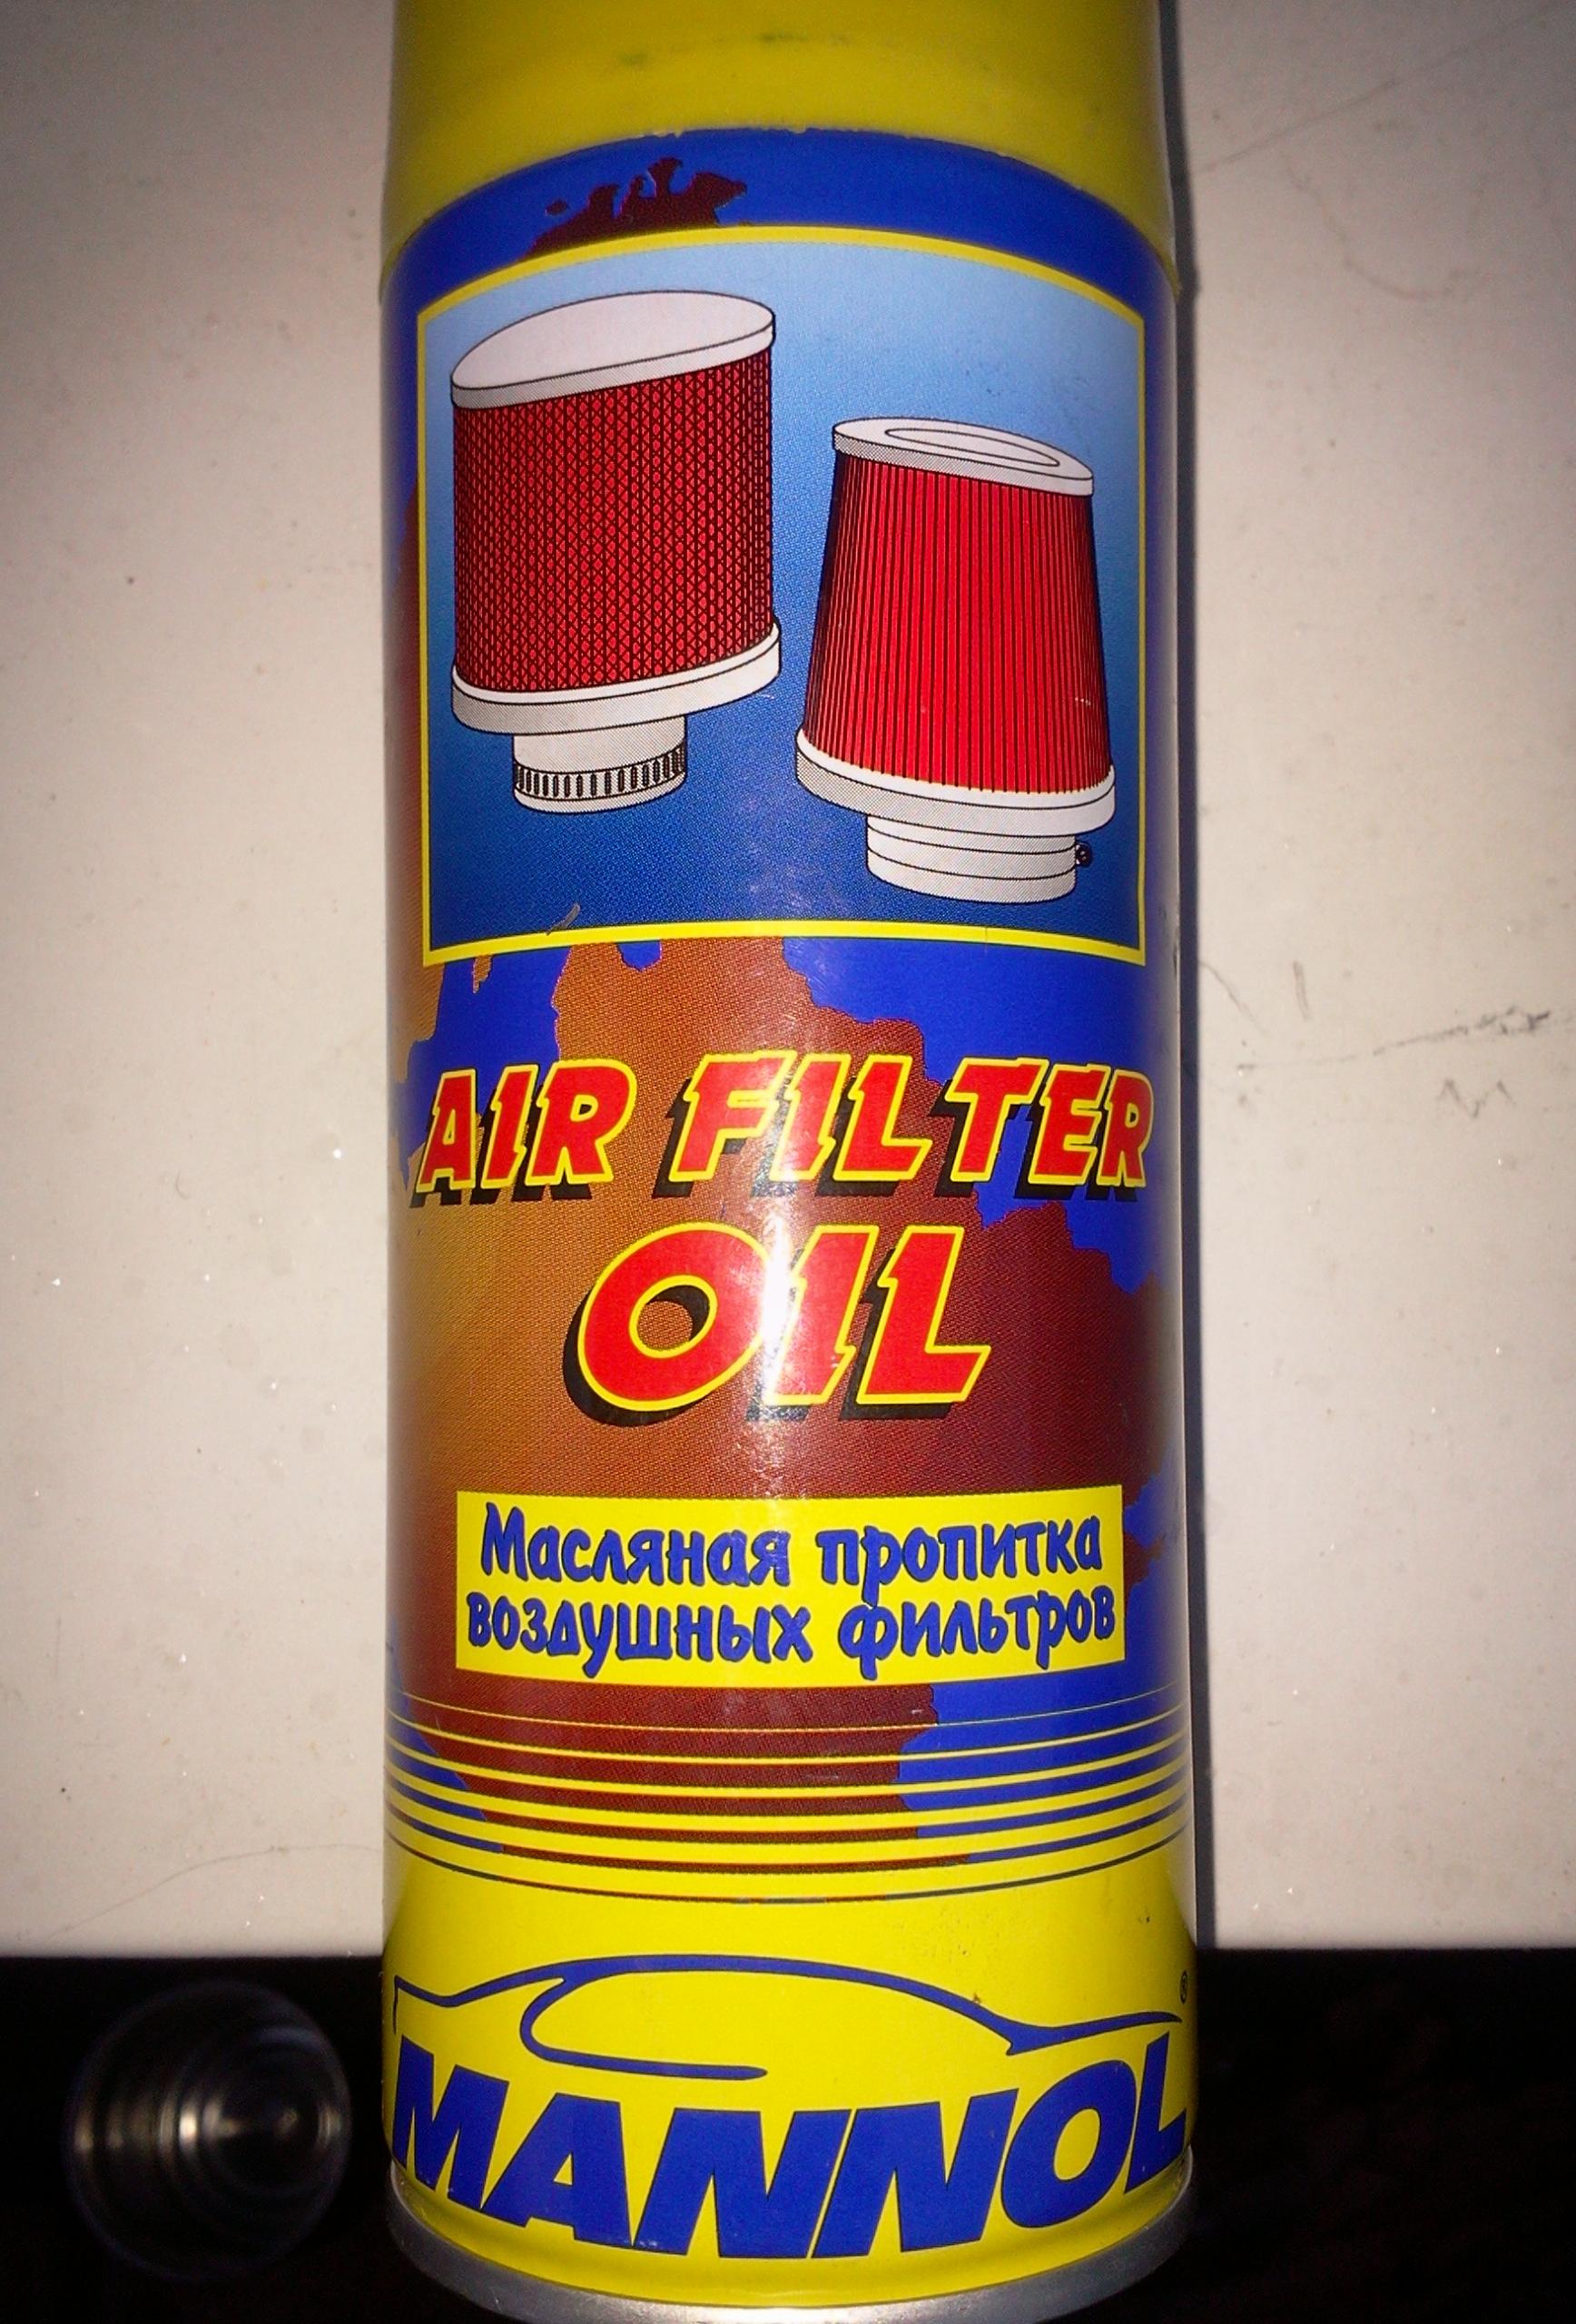 AIR FILTER
OIL
Масляная пропитка
воздушных фильтров
®
MANNOL